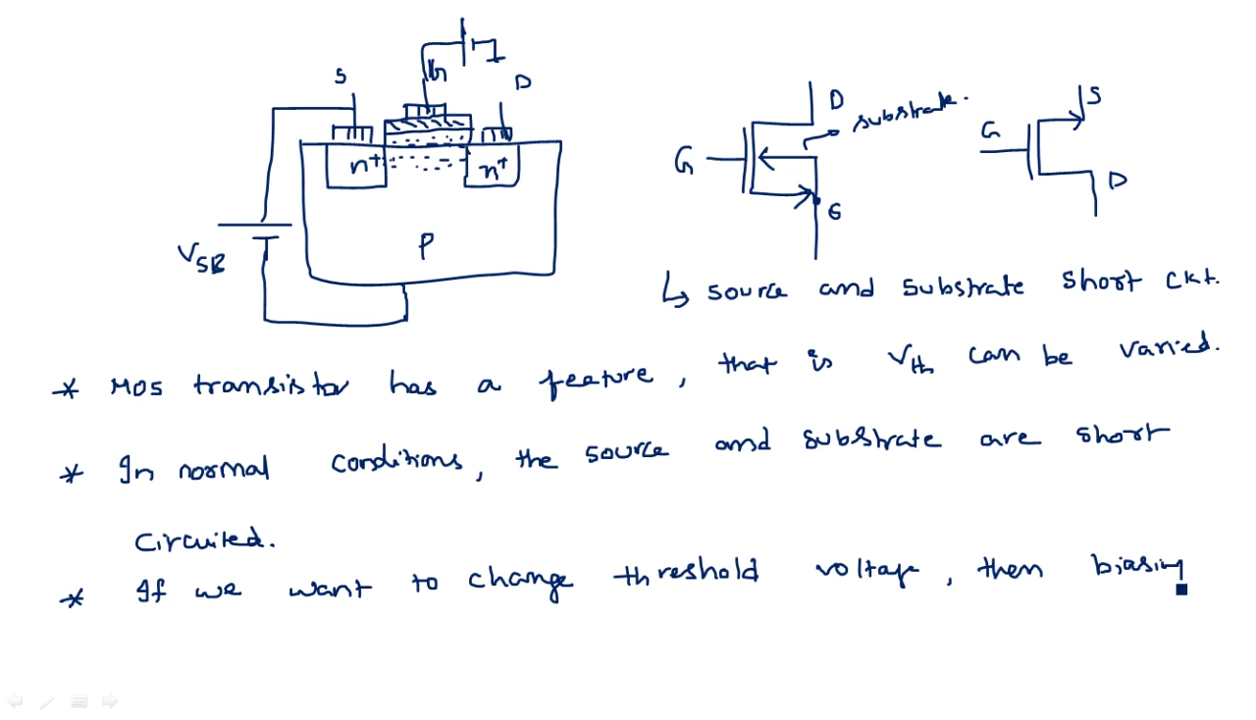 S
G
D
n+
n+
P
VSB
D
substrate.
G
S
G
S
D
↳ source and substrate short ckt.
* MOS transistor has a feature, that is Vth can be varied.
* In normal conditions, the source and substrate are short
circuited.
* If we want to change threshold voltage, then biasing